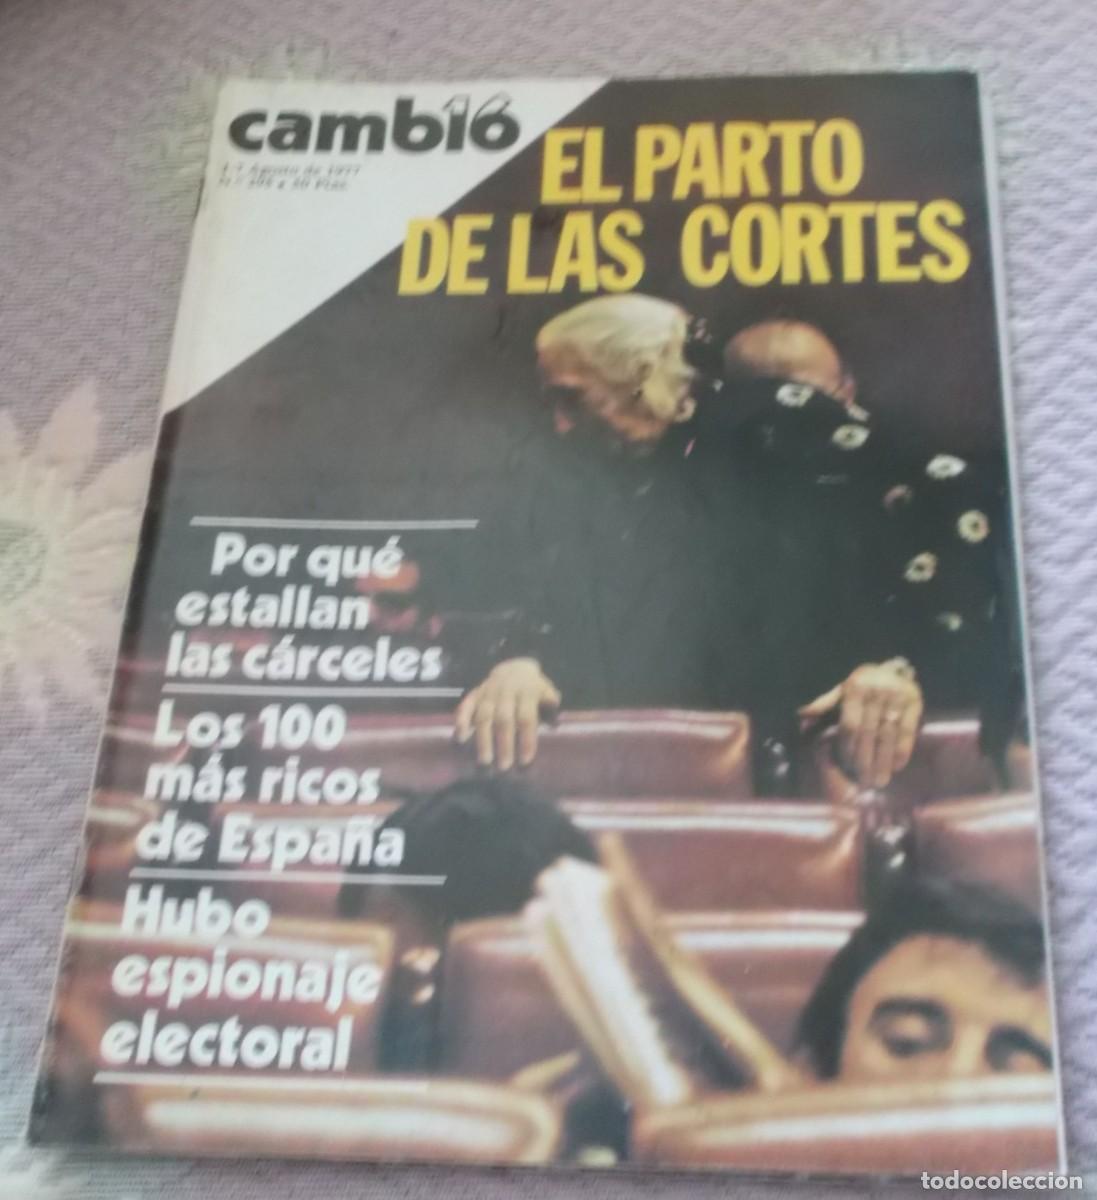 cambio16
1-7 Agosto de 1977
EL PARTO
DE LAS CORTES
Por qué
estallan
las cárceles
Los 100
más ricos
de España
Hubo
espionaje
electoral
todocoleccion